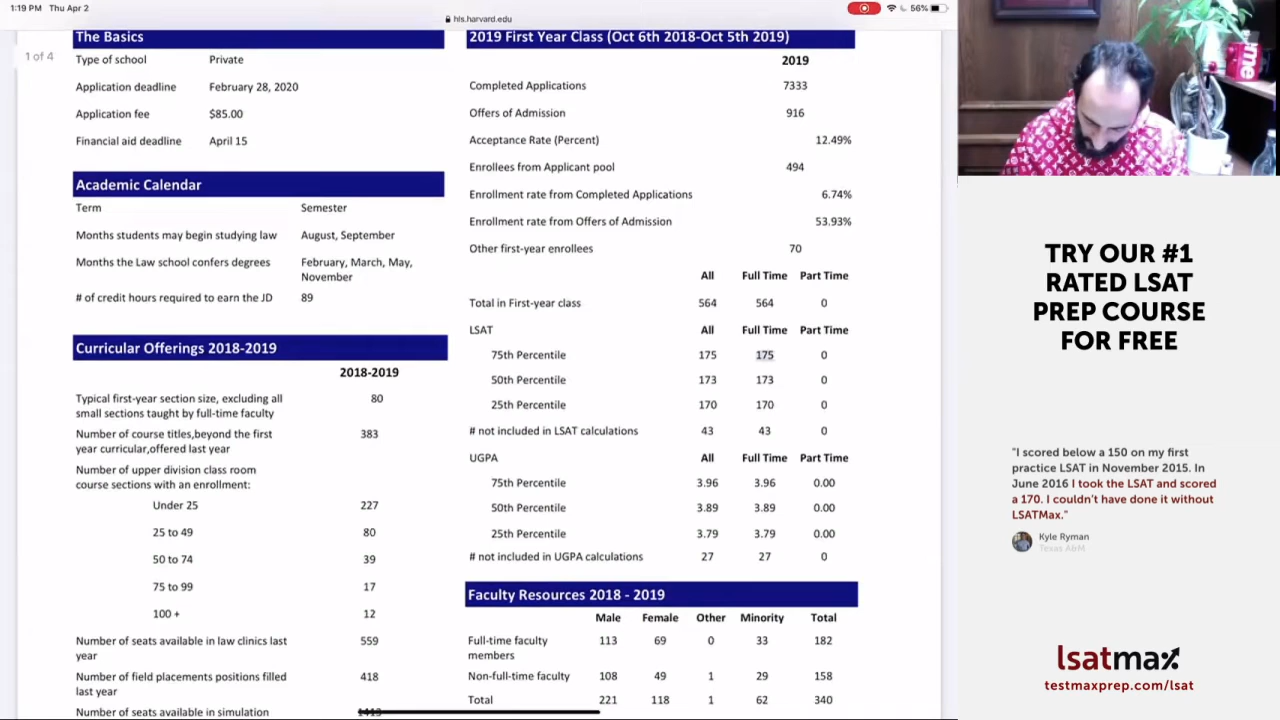 1:19 PM Thu Apr 2
hls.harvard.edu
56%
1 of 4
The Basics
Type of school Private
Application deadline February 28, 2020
Application fee $85.00
Financial aid deadline April 15
Academic Calendar
Term Semester
Months students may begin studying law August, September
Months the Law school confers degrees February, March, May,
November
# of credit hours required to earn the JD 89
Curricular Offerings 2018-2019
2018-2019
Typical first-year section size, excluding all 80
small sections taught by full-time faculty
Number of course titles,beyond the first 383
year curricular,offered last year
Number of upper division class room
course sections with an enrollment:
Under 25 227
25 to 49 80
50 to 74 39
75 to 99 17
100 + 12
Number of seats available in law clinics last 559
year
Number of field placements positions filled 418
last year
Number of seats available in simulation 1413
2019 First Year Class (Oct 6th 2018-Oct 5th 2019)
2019
Completed Applications 7333
Offers of Admission 916
Acceptance Rate (Percent) 12.49%
Enrollees from Applicant pool 494
Enrollment rate from Completed Applications 6.74%
Enrollment rate from Offers of Admission 53.93%
Other first-year enrollees 70
All Full Time Part Time
Total in First-year class 564 564 0
LSAT All Full Time Part Time
75th Percentile 175 175 0
50th Percentile 173 173 0
25th Percentile 170 170 0
# not included in LSAT calculations 43 43 0
UGPA All Full Time Part Time
75th Percentile 3.96 3.96 0.00
50th Percentile 3.89 3.89 0.00
25th Percentile 3.79 3.79 0.00
# not included in UGPA calculations 27 27 0
Faculty Resources 2018 - 2019
Male Female Other Minority Total
Full-time faculty 113 69 0 33 182
members
Non-full-time faculty 108 49 1 29 158
Total 221 118 1 62 340
TRY OUR #1
RATED LSAT
PREP COURSE
FOR FREE
"I scored below a 150 on my first
practice LSAT in November 2015. In
June 2016 I took the LSAT and scored
a 170. I couldn't have done it without
LSATMax."
Kyle Ryman
Texas A&M
lsatmax
testmaxprep.com/lsat